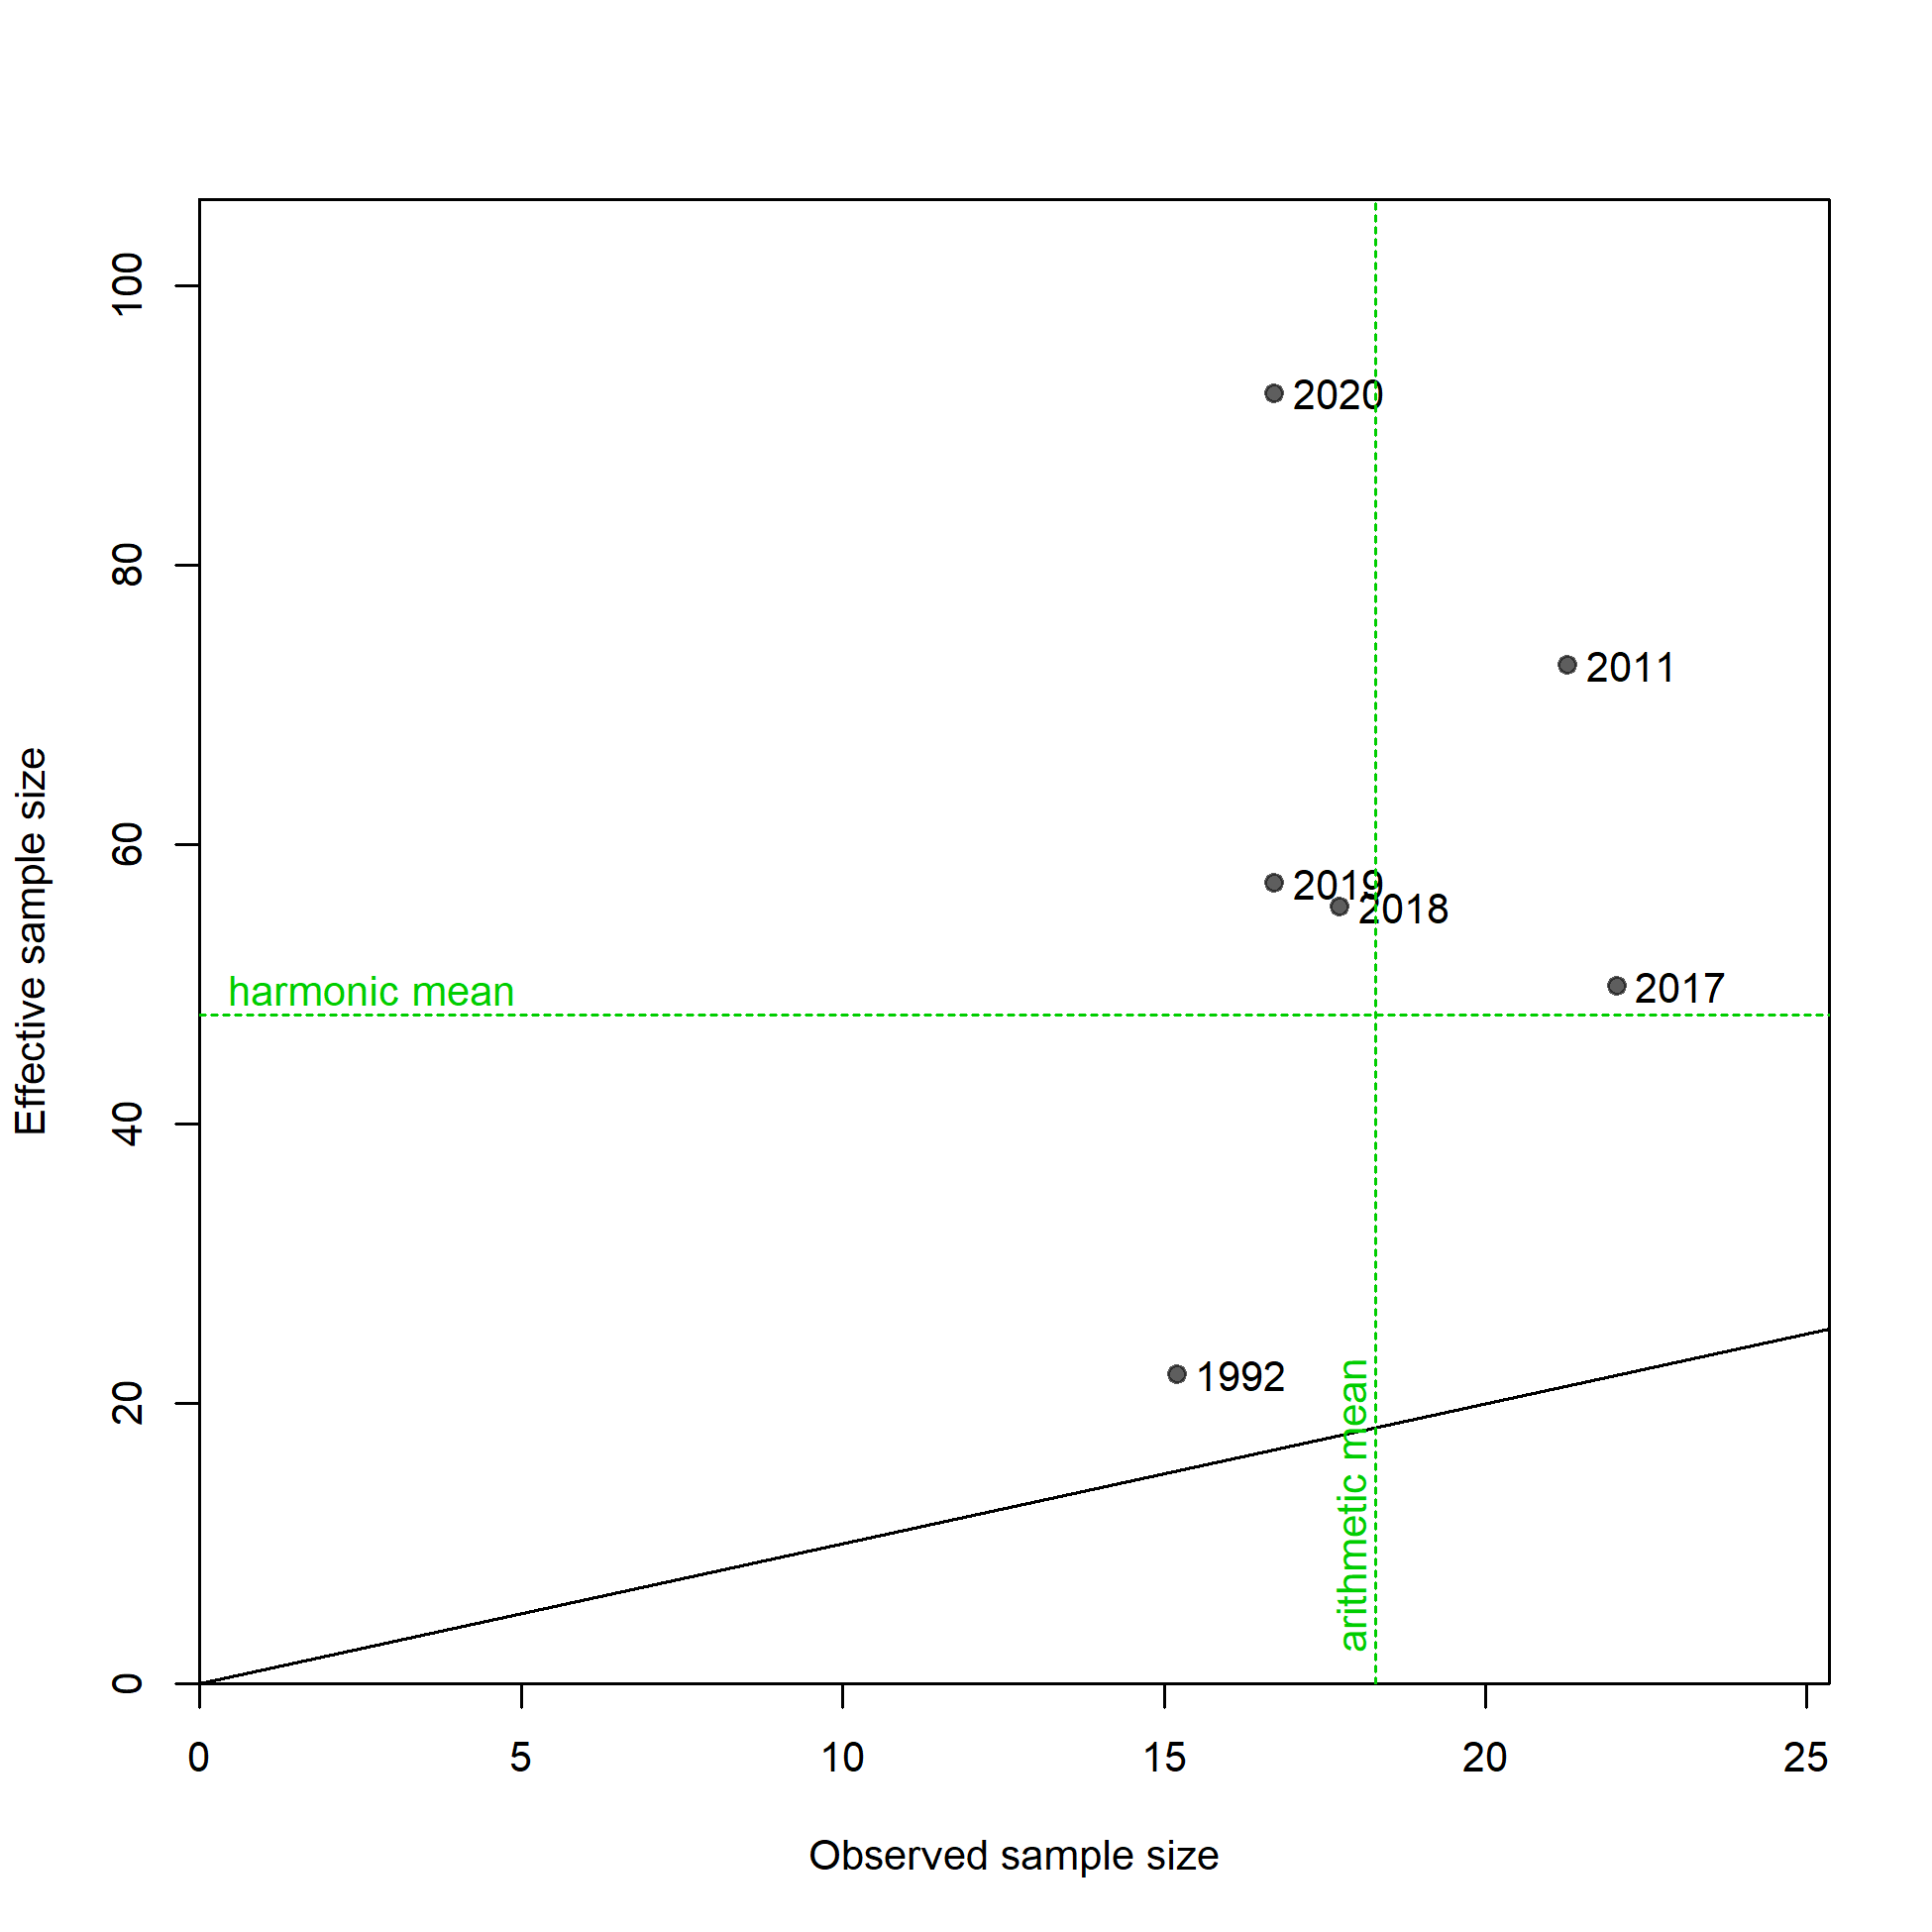 100
80
60
40
20
0
Effective sample size
2020
2011
2019
2018
2017
harmonic mean
1992
arithmetic mean
0 5 10 15 20 25
Observed sample size